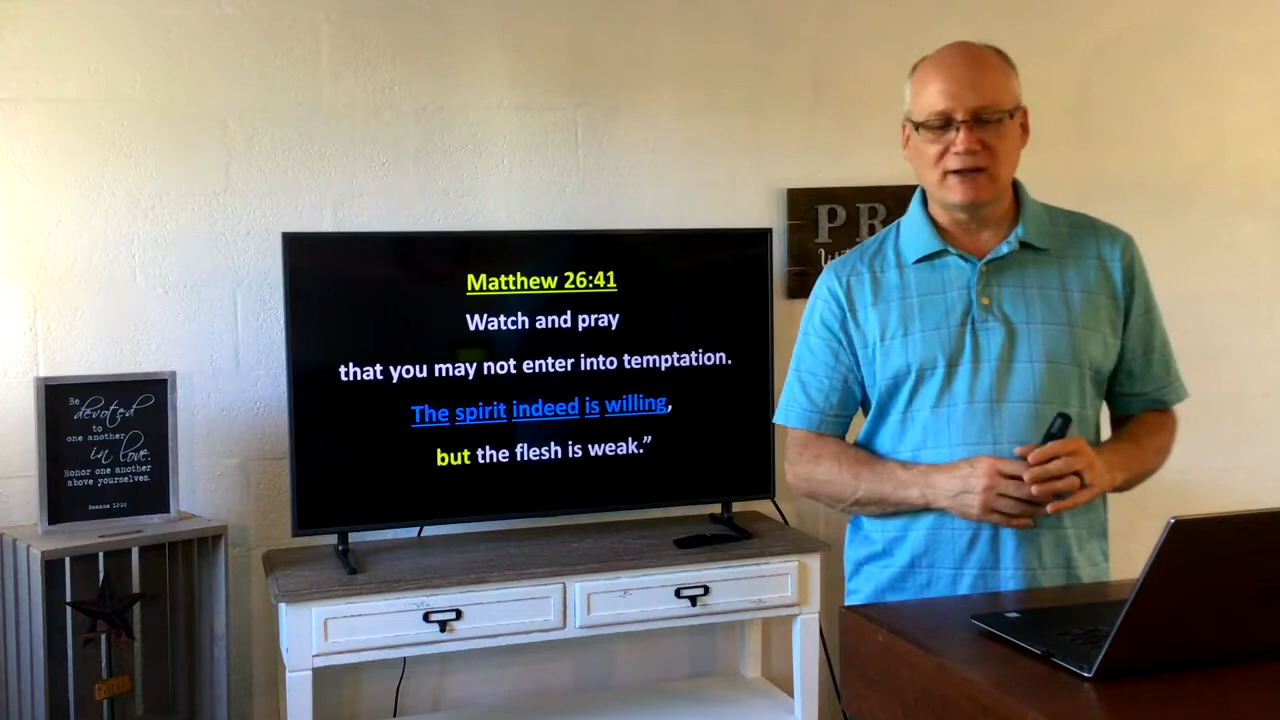 Matthew 26:41
Watch and pray
that you may not enter into temptation.
The spirit indeed is willing,
but the flesh is weak.”
PR
Be
devoted
to
one another
in love.
Honor one another
above yourselves.
Romans 12:10